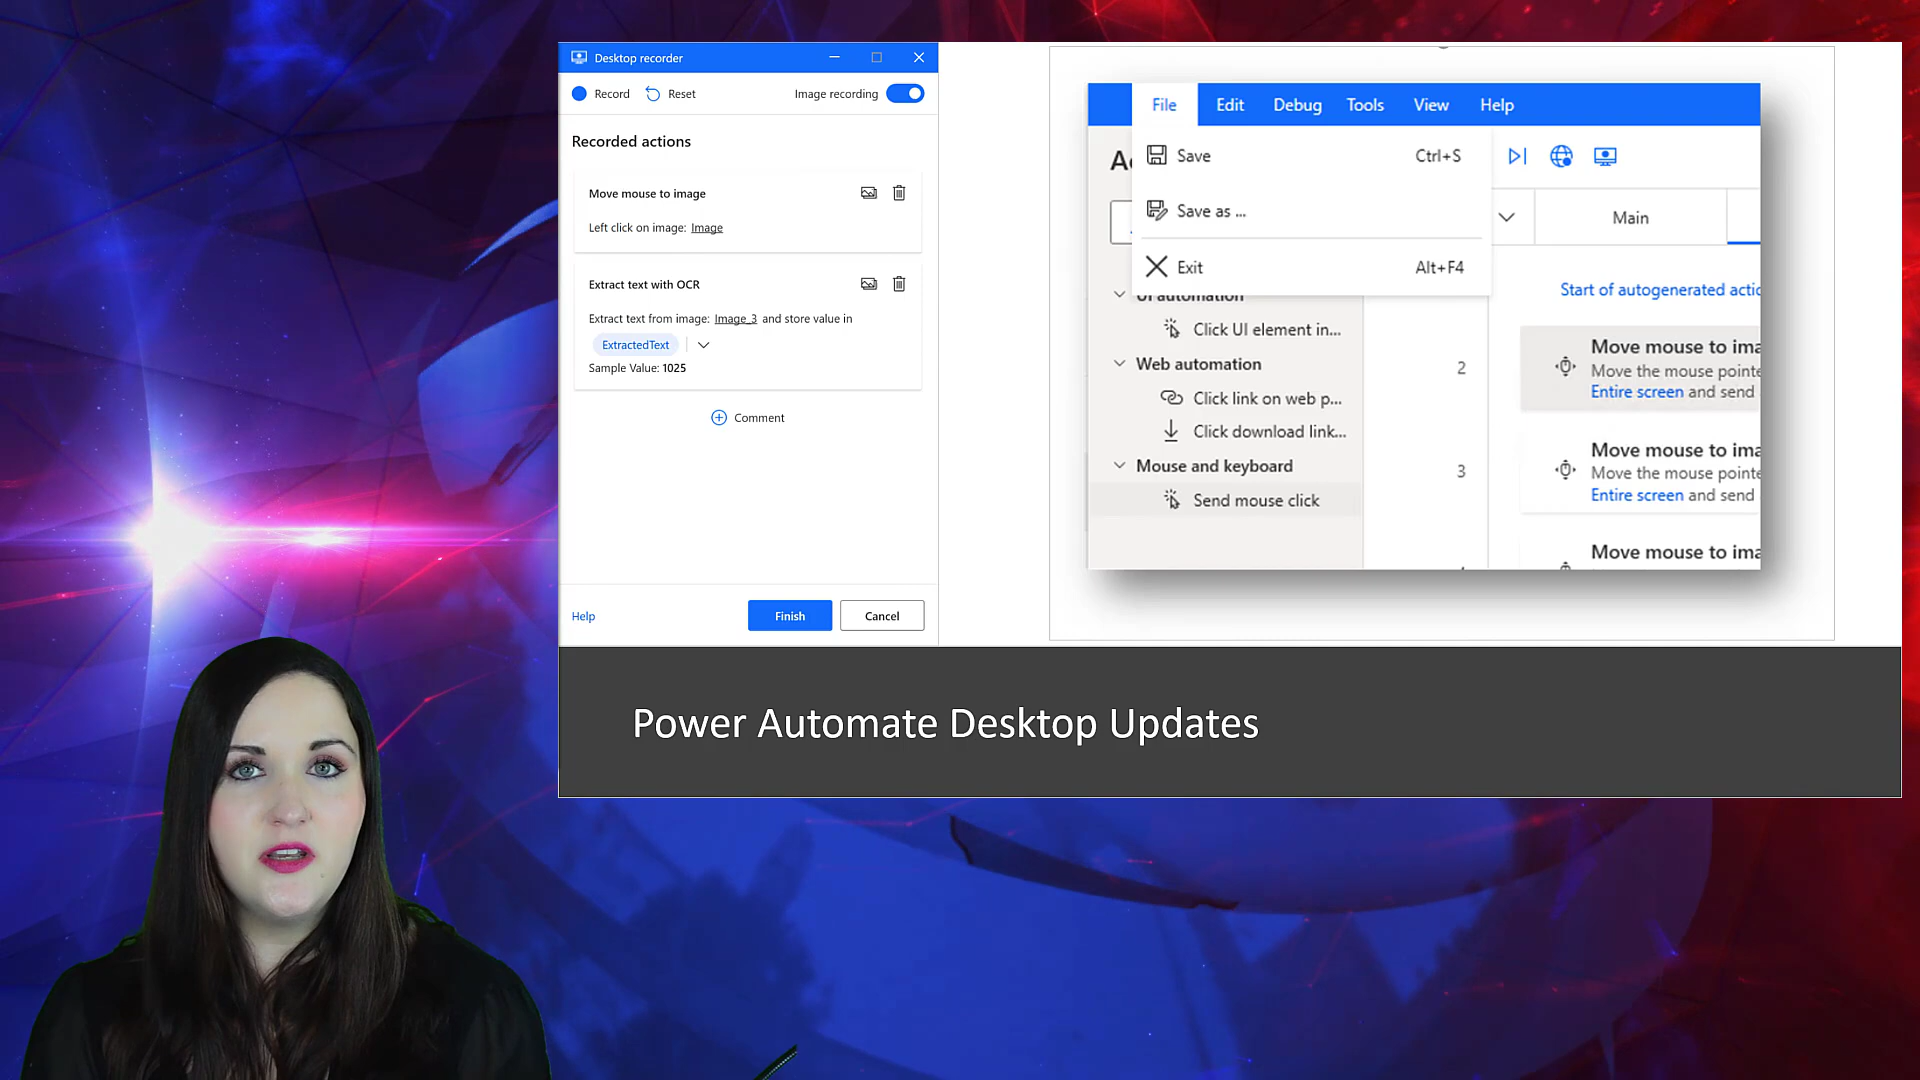 Desktop recorder
Record Reset Image recording
Recorded actions
Move mouse to image
Left click on image: Image
Extract text with OCR
Extract text from image: Image_3 and store value in
ExtractedText
Sample Value: 1025
Comment
Help Finish Cancel
File Edit Debug Tools View Help
Save Ctrl+S
Save as ...
Exit Alt+F4
Main
UI automation
Click UI element in...
Web automation
Click link on web p...
Click download link...
Mouse and keyboard
Send mouse click
Start of autogenerated actio
2
Move mouse to ima
Move the mouse pointe
Entire screen and send
3
Move mouse to ima
Move the mouse pointe
Entire screen and send
Move mouse to ima
Power Automate Desktop Updates